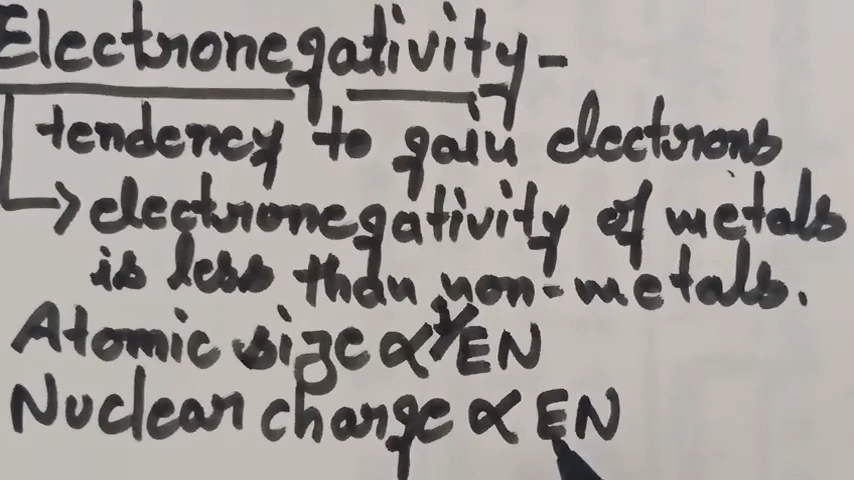 Electronegativity-
tendency to gain electrons
→ electronegativity of metals
is less than non-metals.
Atomic size ∝ 1/EN
Nuclear charge ∝ EN